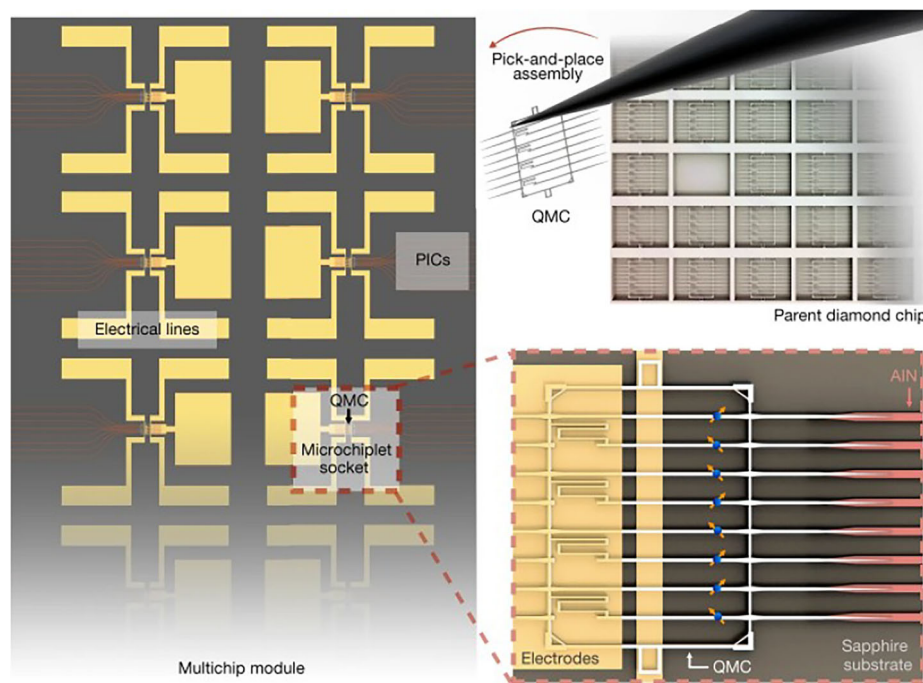 PICs
Electrical lines
QMC
Microchiplet
socket
Multichip module
Pick-and-place
assembly
QMC
Parent diamond chip
AlN
Electrodes
QMC
Sapphire
substrate